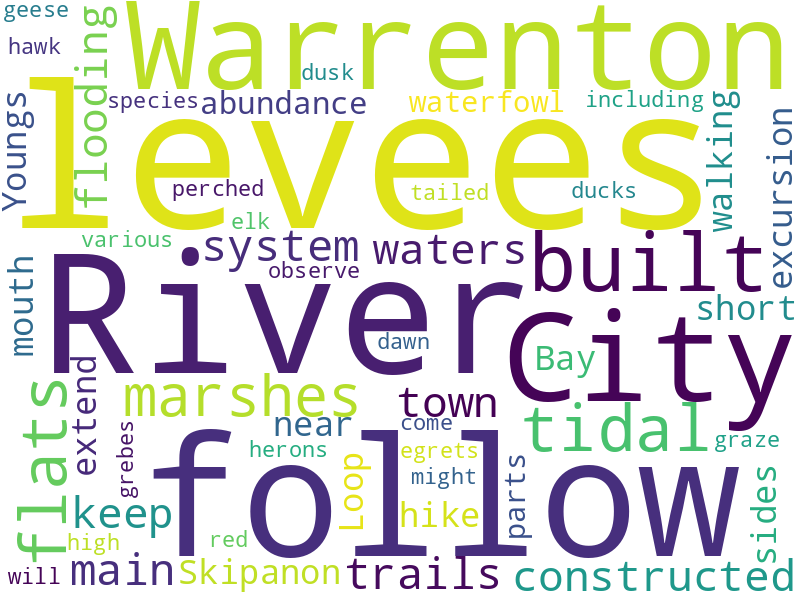 geese
Warrenton
hawk
flooding
dusk
Youngs
species
abundance
waterfowl
including
walking
excursion
levees
perched
tailed
ducks
elk
various
system
waters
built
observe
mouth
River
short
City
dawn
Bay
extend
flats
marshes
town
tidal
near
come
grebes
herons
egrets
graze
follow
Loop
might
parts
sides
keep
hike
high
red
will
main
Skipanon
trails
constructed